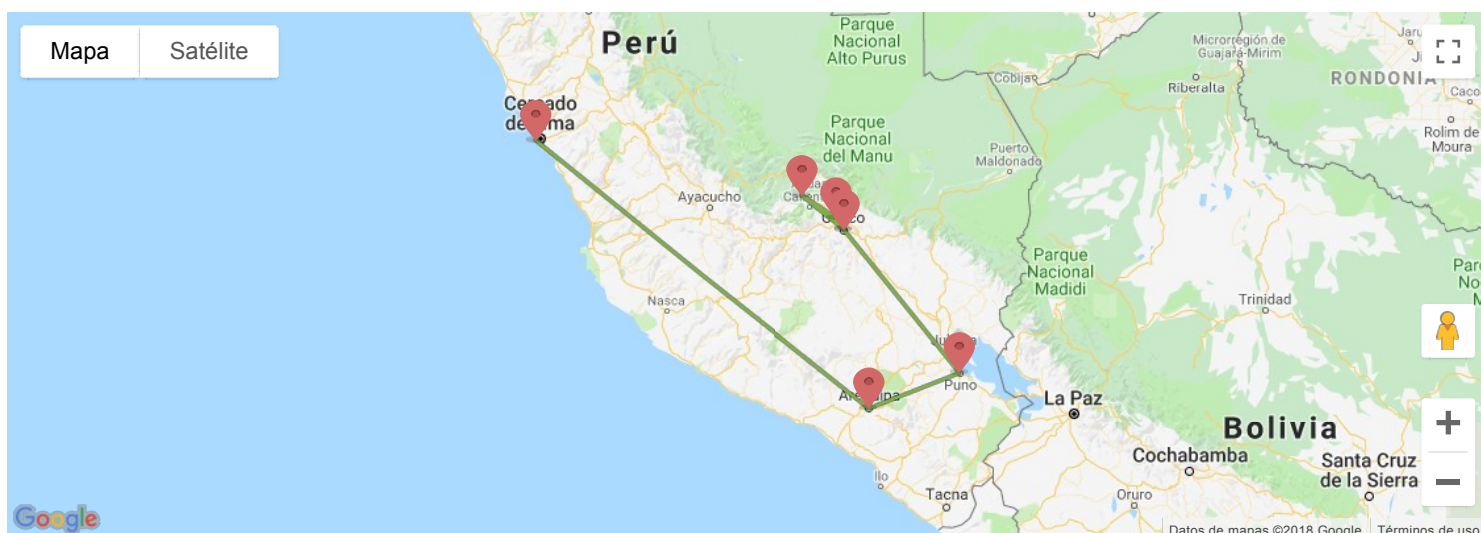 Mapa
Satélite
Perú
Parque
Nacional
Alto Purus
Microrregión de
Guajará-Mirim
Cobija
Riberalta
RONDONIA
Rolim de
Moura
Parque
Nacional
del Manu
Puerto
Maldonado
Ayacucho
Nasca
Parque
Nacional
Madidi
Trinidad
Puno
La Paz
Bolivia
Cochabamba
Santa Cruz
de la Sierra
Ilo
Tacna
Oruro
Google
Datos de mapas ©2018 Google
Términos de uso